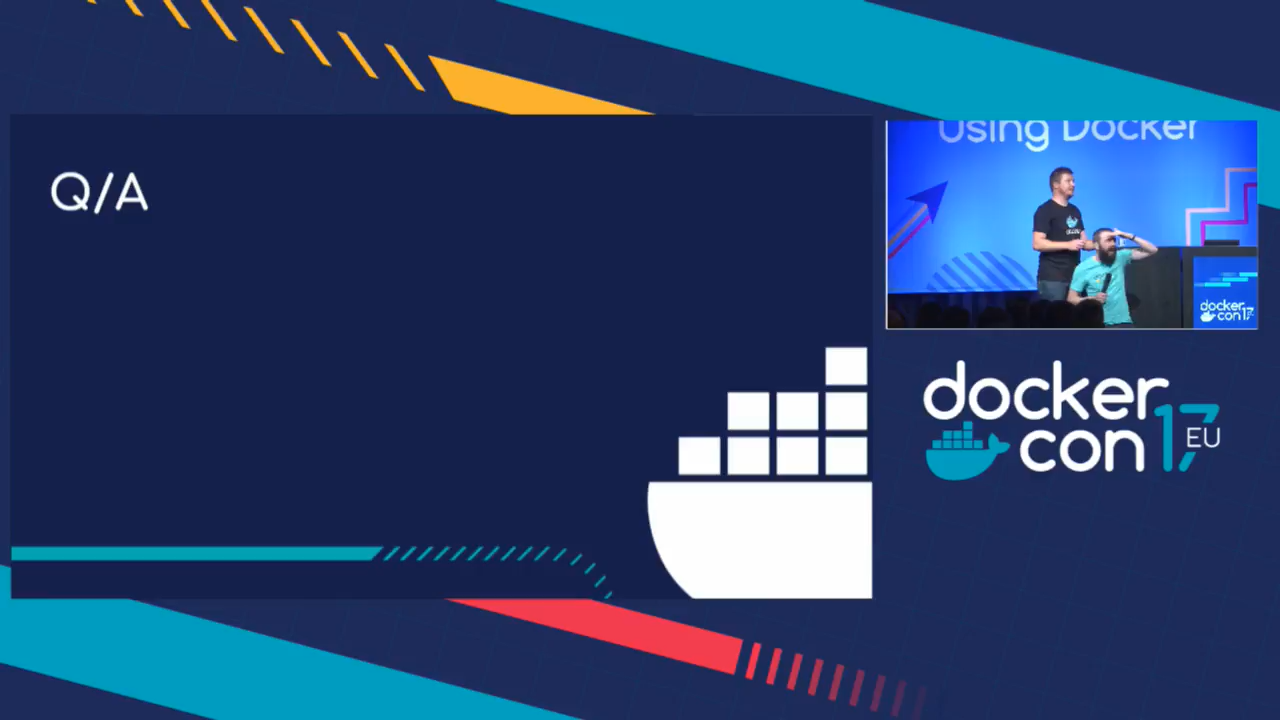 Q/A
Using Docker
docker
con 17
docker
con 17 EU